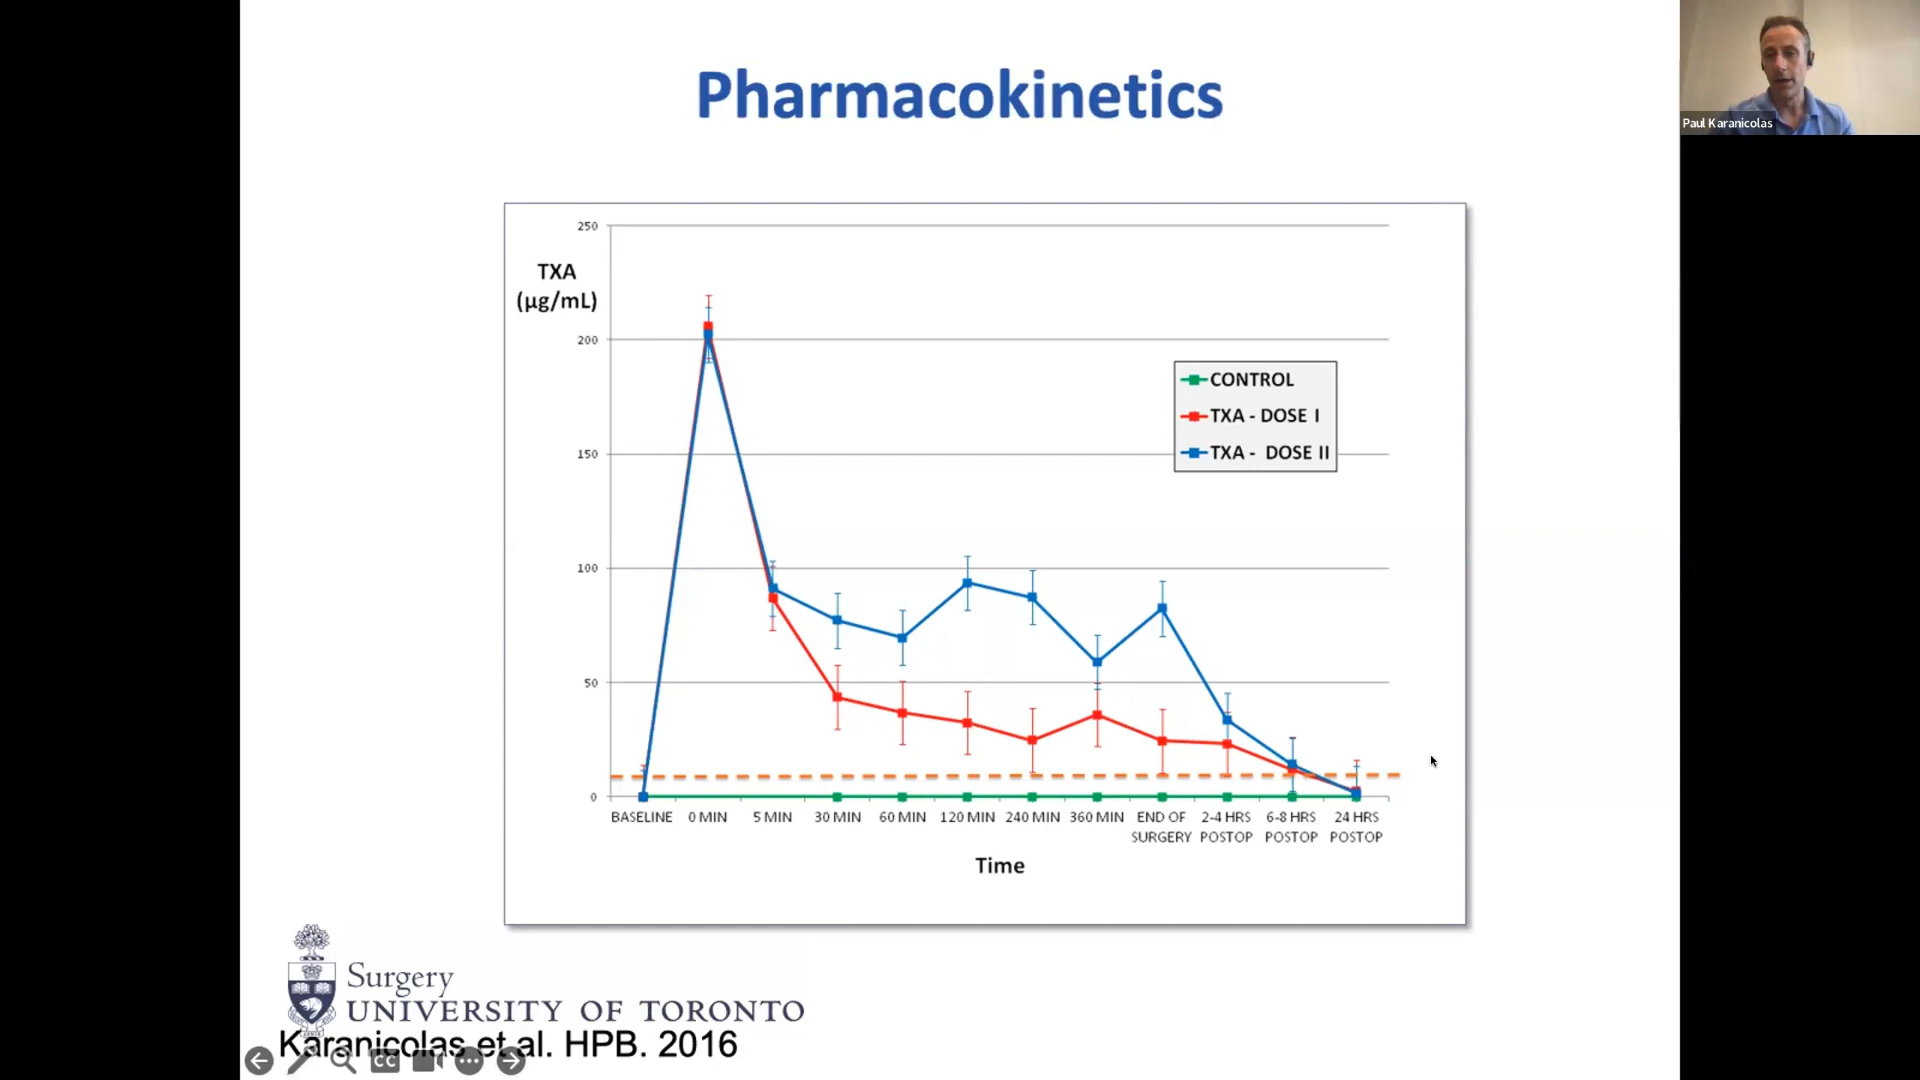 Pharmacokinetics
Paul Karanicolas
TXA
(µg/mL)
250
200
150
100
50
0
CONTROL
TXA - DOSE I
TXA - DOSE II
BASELINE 0 MIN 5 MIN 30 MIN 60 MIN 120 MIN 240 MIN 360 MIN END OF 2-4 HRS 6-8 HRS 24 HRS
SURGERY POSTOP POSTOP POSTOP
Time
Surgery
UNIVERSITY OF TORONTO
Karanicolas et al. HPB. 2016
CC